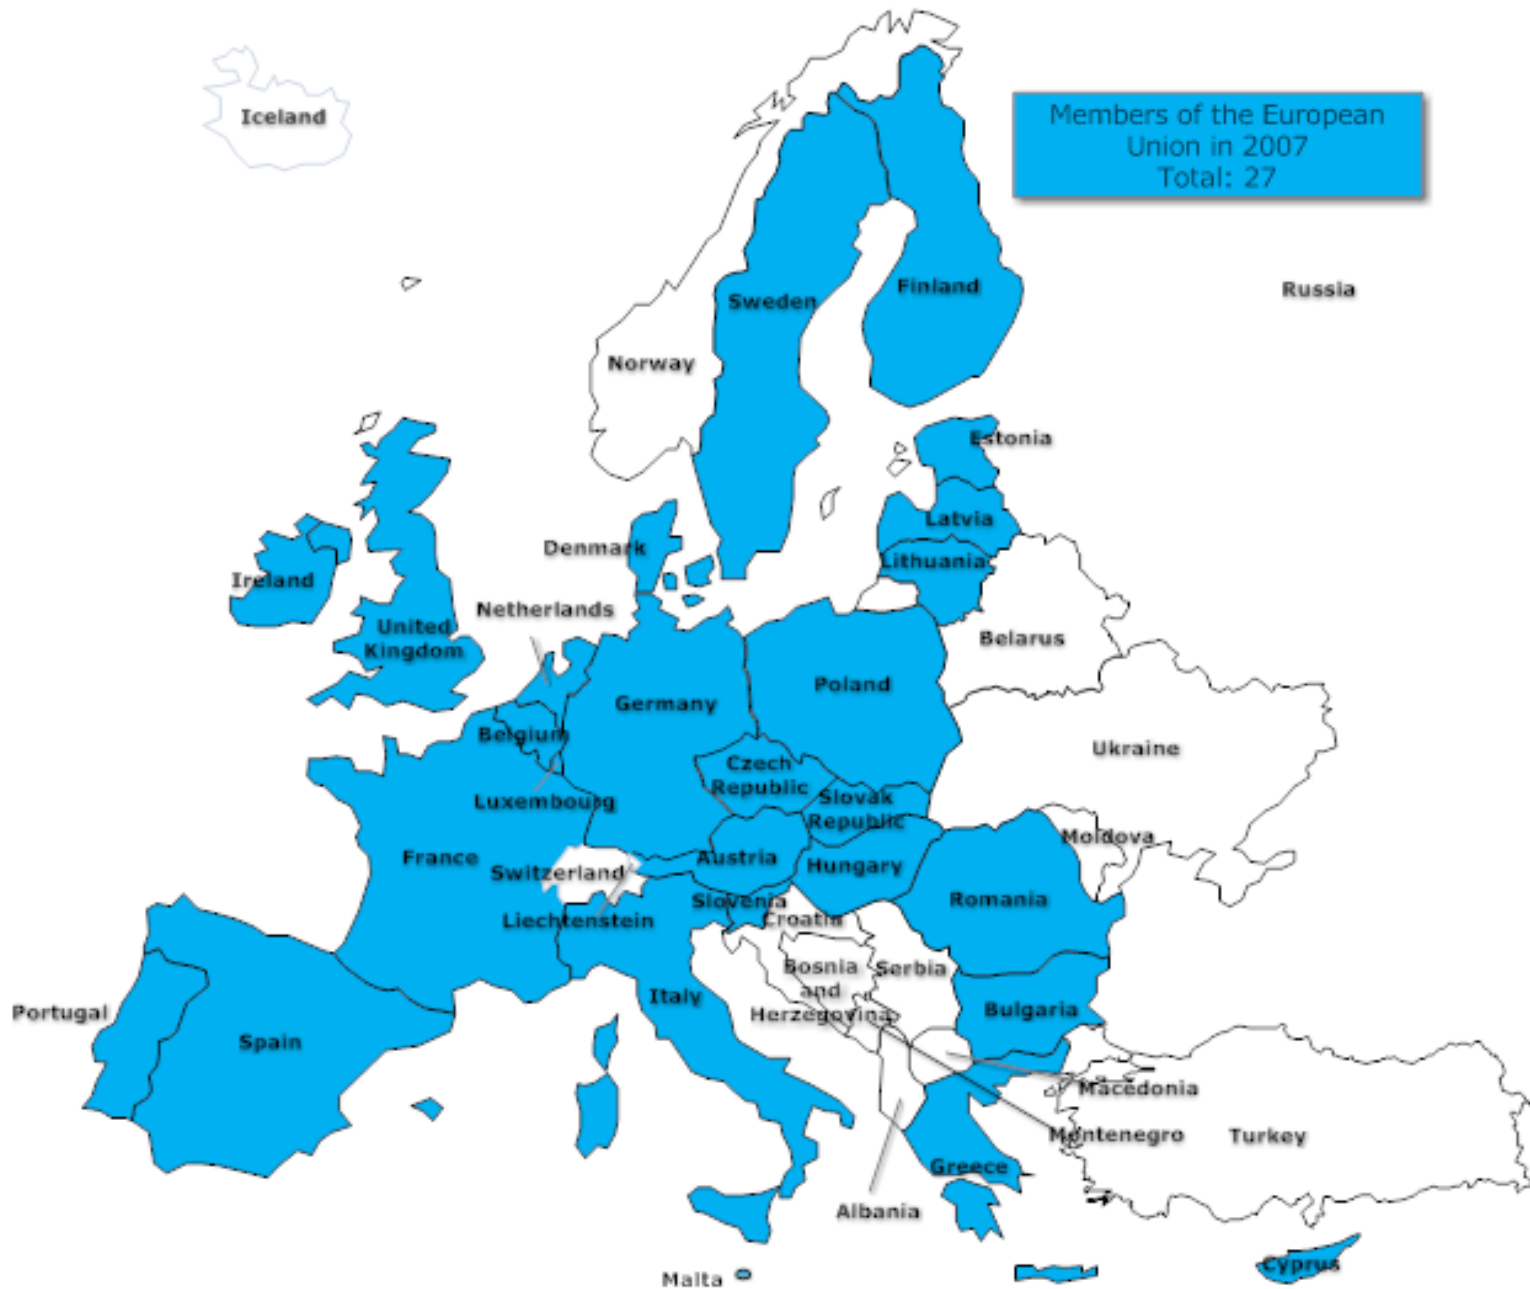 Iceland
Members of the European
Union in 2007
Total: 27
Russia
Finland
Sweden
Norway
Estonia
Latvia
Denmark
Lithuania
Ireland
Netherlands
United
Kingdom
Belarus
Poland
Germany
Belgium
Ukraine
Czech
Republic
Luxembourg
Slovak
Republic
Moldova
France
Austria
Hungary
Switzerland
Slovenia
Romania
Liechtenstein
Croatia
Bosnia
and
Herzegovina
Serbia
Italy
Portugal
Bulgaria
Spain
Macedonia
Montenegro
Turkey
Greece
Albania
Cyprus
Malta